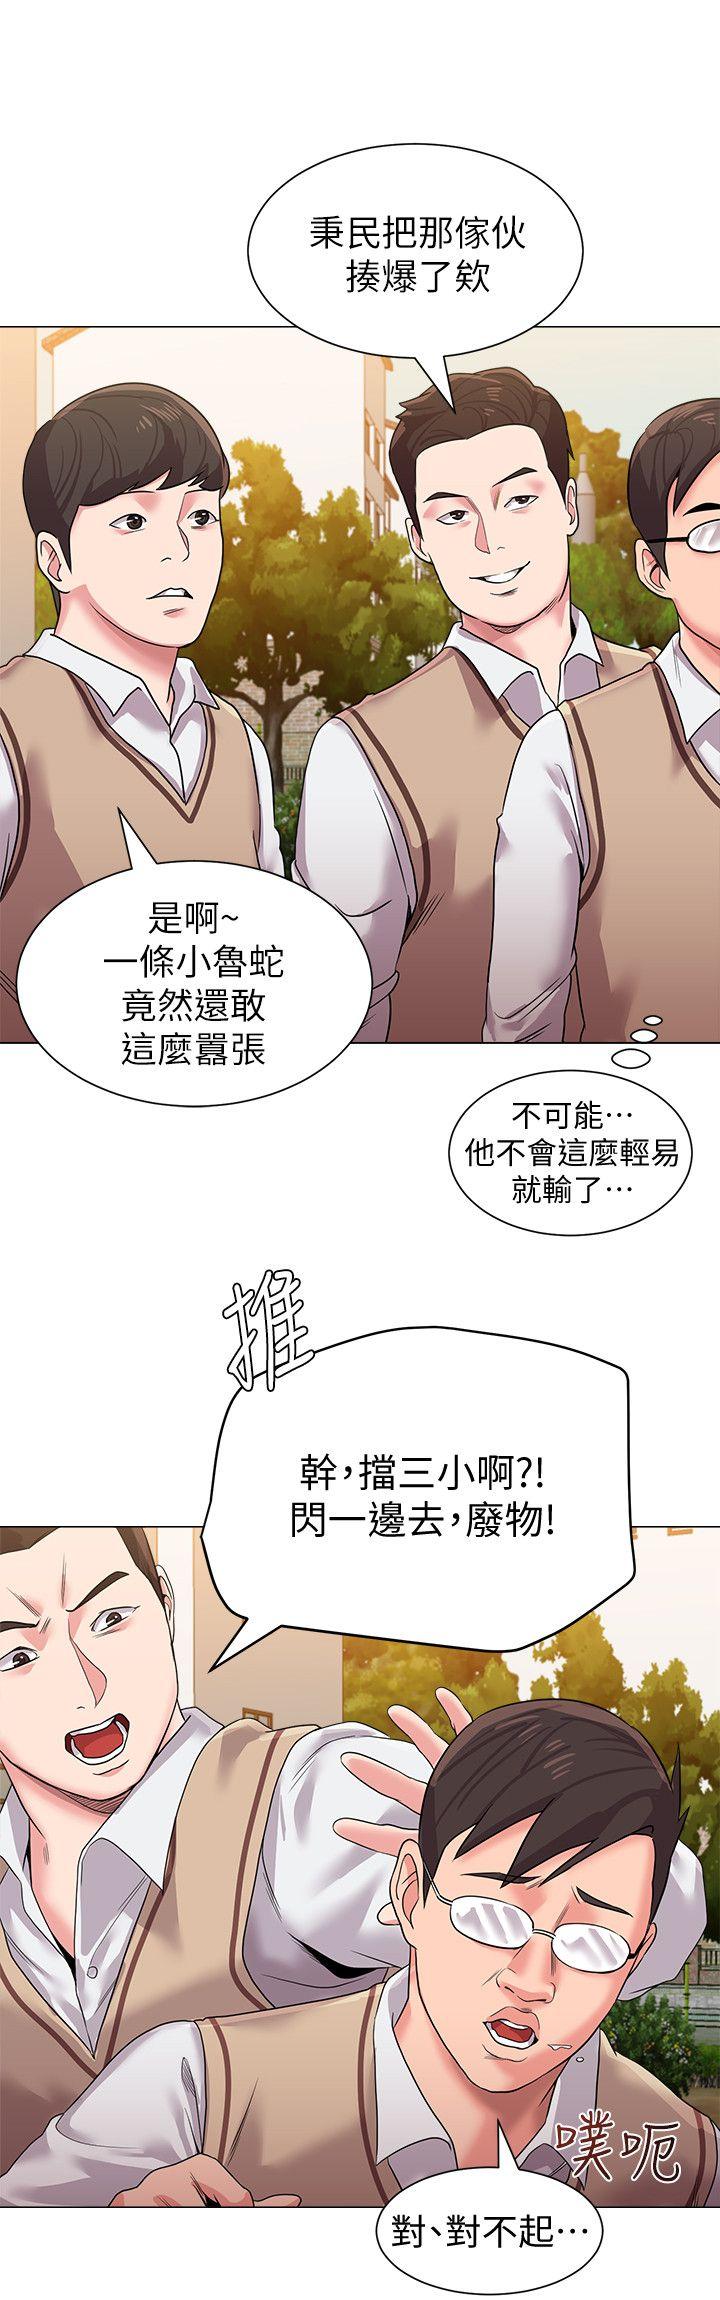 秉民把那傢伙
揍爆了欸
是啊~
一條小魯蛇
竟然還敢
這麼囂張
不可能…
他不會這麼輕易
就輸了…
推
幹，擋三小啊?!
閃一邊去，廢物!
噗呃
對、對不起…